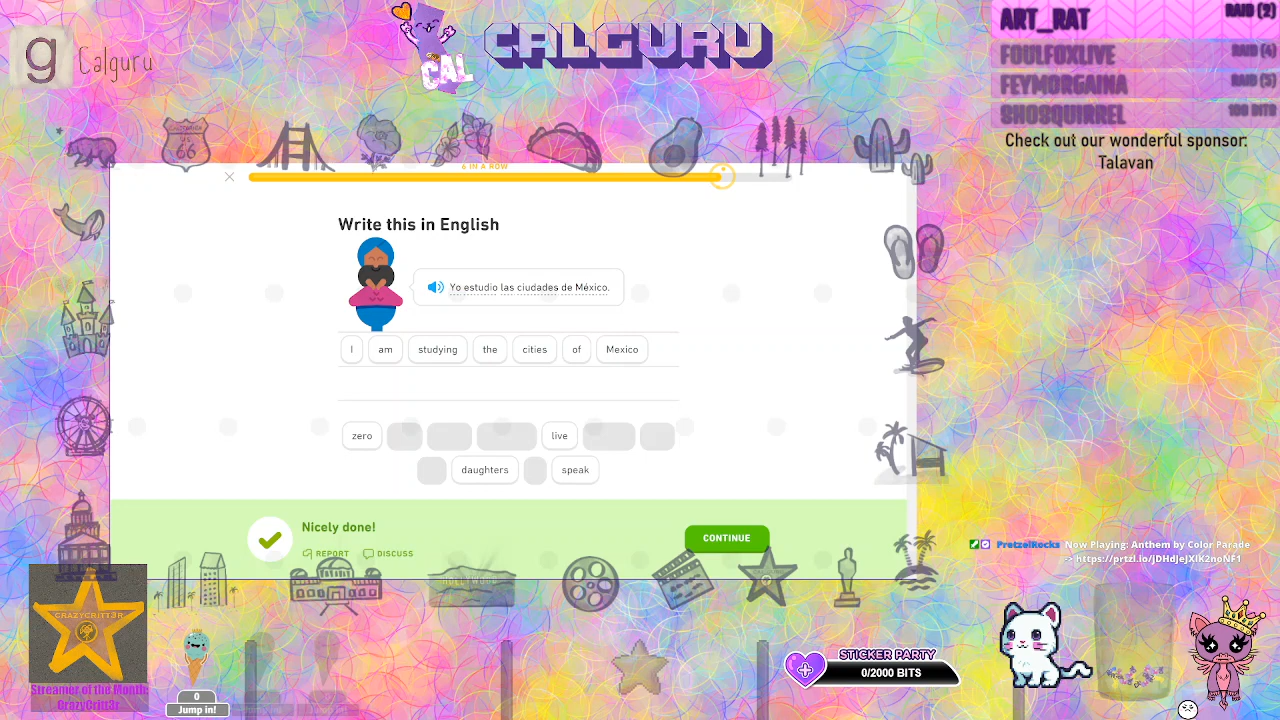 g Calguru
CAL
CALGURU
ART_RAT RAID (2)
FOULFOXLIVE RAID (4)
FEYMORGAINA
SHOSQUIRREL 100 BITS
Check out our wonderful sponsor:
Talavan
66
6 IN A ROW
Write this in English
Yo estudio las ciudades de México.
I am studying the cities of Mexico
zero live
daughters speak
Nicely done!
REPORT DISCUSS
CONTINUE
HOLLYWOOD
PretzelRocks Now Playing: Anthem by Color Parade
-> https://prtzl.io/JDHdJeJXlK2noNF1
CRAZYCRITT3R
Streamer of the Month:
CrazyCritt3r
0
Jump in!
STICKER PARTY
0/2000 BITS